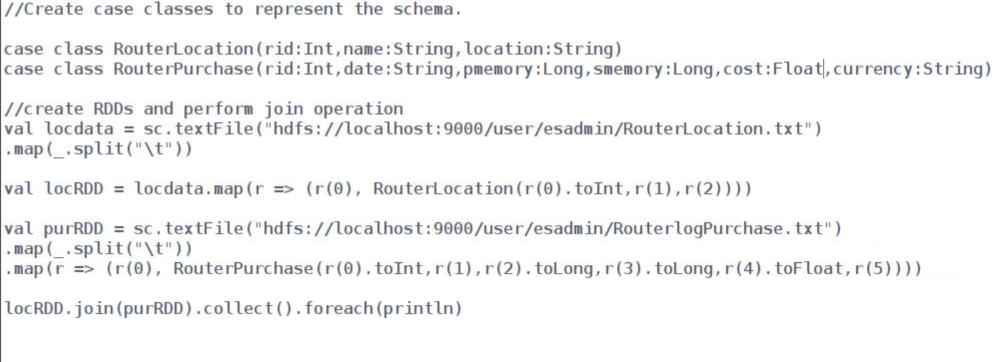 //Create case classes to represent the schema.
case class RouterLocation(rid:Int,name:String,location:String)
case class RouterPurchase(rid:Int,date:String,pmemory:Long,smemory:Long,cost:Float,currency:String)
//create RDDs and perform join operation
val locdata = sc.textFile("hdfs://localhost:9000/user/esadmin/RouterLocation.txt")
.map(_.split("\t"))
val locRDD = locdata.map(r => (r(0), RouterLocation(r(0).toInt,r(1),r(2))))
val purRDD = sc.textFile("hdfs://localhost:9000/user/esadmin/RouterlogPurchase.txt")
.map(_.split("\t"))
.map(r => (r(0), RouterPurchase(r(0).toInt,r(1),r(2).toLong,r(3).toLong,r(4).toFloat,r(5))))
locRDD.join(purRDD).collect().foreach(println)